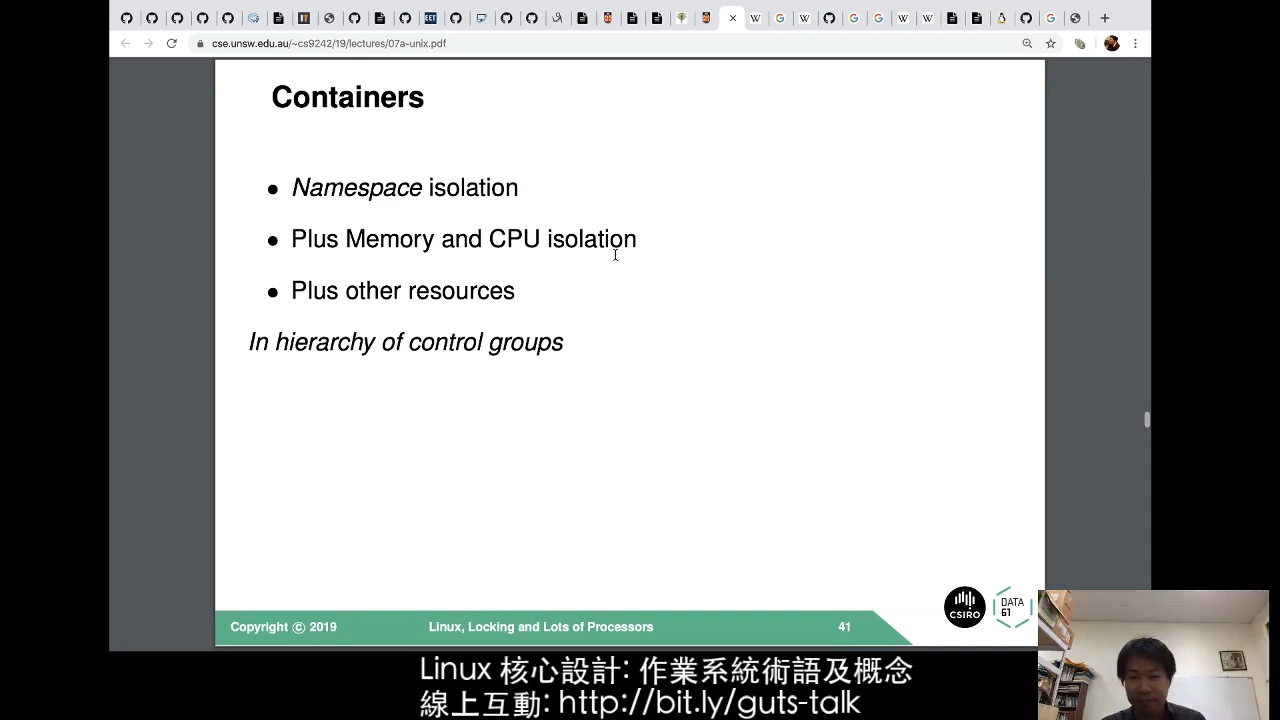 cse.unsw.edu.au/~cs9242/19/lectures/07a-unix.pdf
Containers
● Namespace isolation
● Plus Memory and CPU isolation
● Plus other resources
In hierarchy of control groups
CSIRO
DATA
61
Copyright © 2019 Linux, Locking and Lots of Processors 41
Linux 核心設計: 作業系統術語及概念
線上互動: http://bit.ly/guts-talk